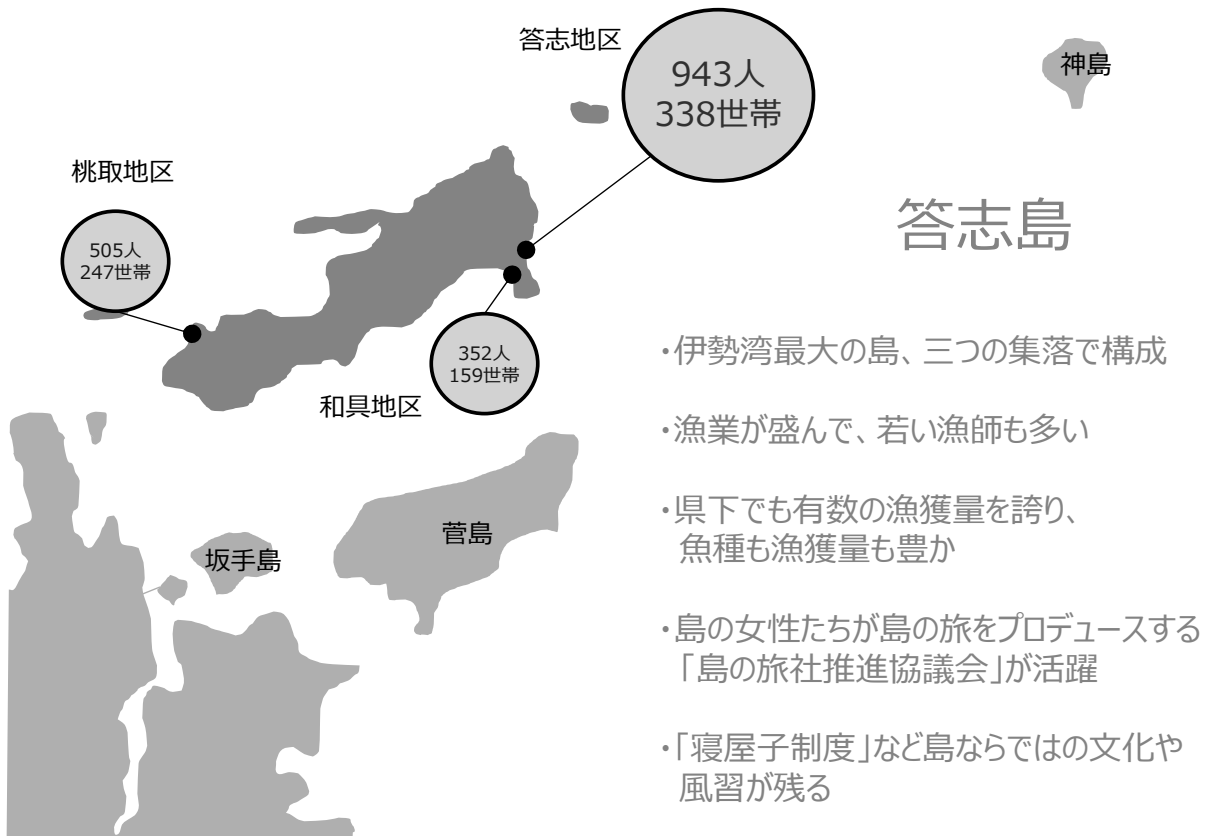 答志地区
943人
338世帯
神島
桃取地区
505人
247世帯
答志島
352人
159世帯
和具地区
・伊勢湾最大の島、三つの集落で構成
・漁業が盛んで、若い漁師も多い
・県下でも有数の漁獲量を誇り、
魚種も漁獲量も豊か
菅島
坂手島
・島の女性たちが島の旅をプロデュースする
「島の旅社推進協議会」が活躍
・「寝屋子制度」など島ならではの文化や
風習が残る